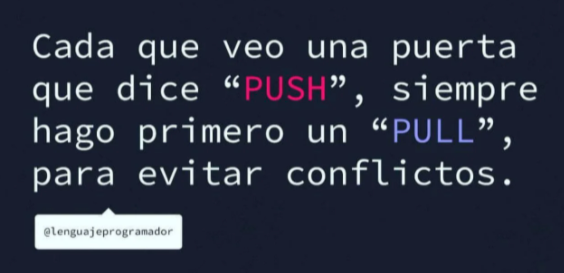 Cada que veo una puerta
que dice “PUSH”, siempre
hago primero un “PULL”,
para evitar conflictos.
@lenguajeprogramador